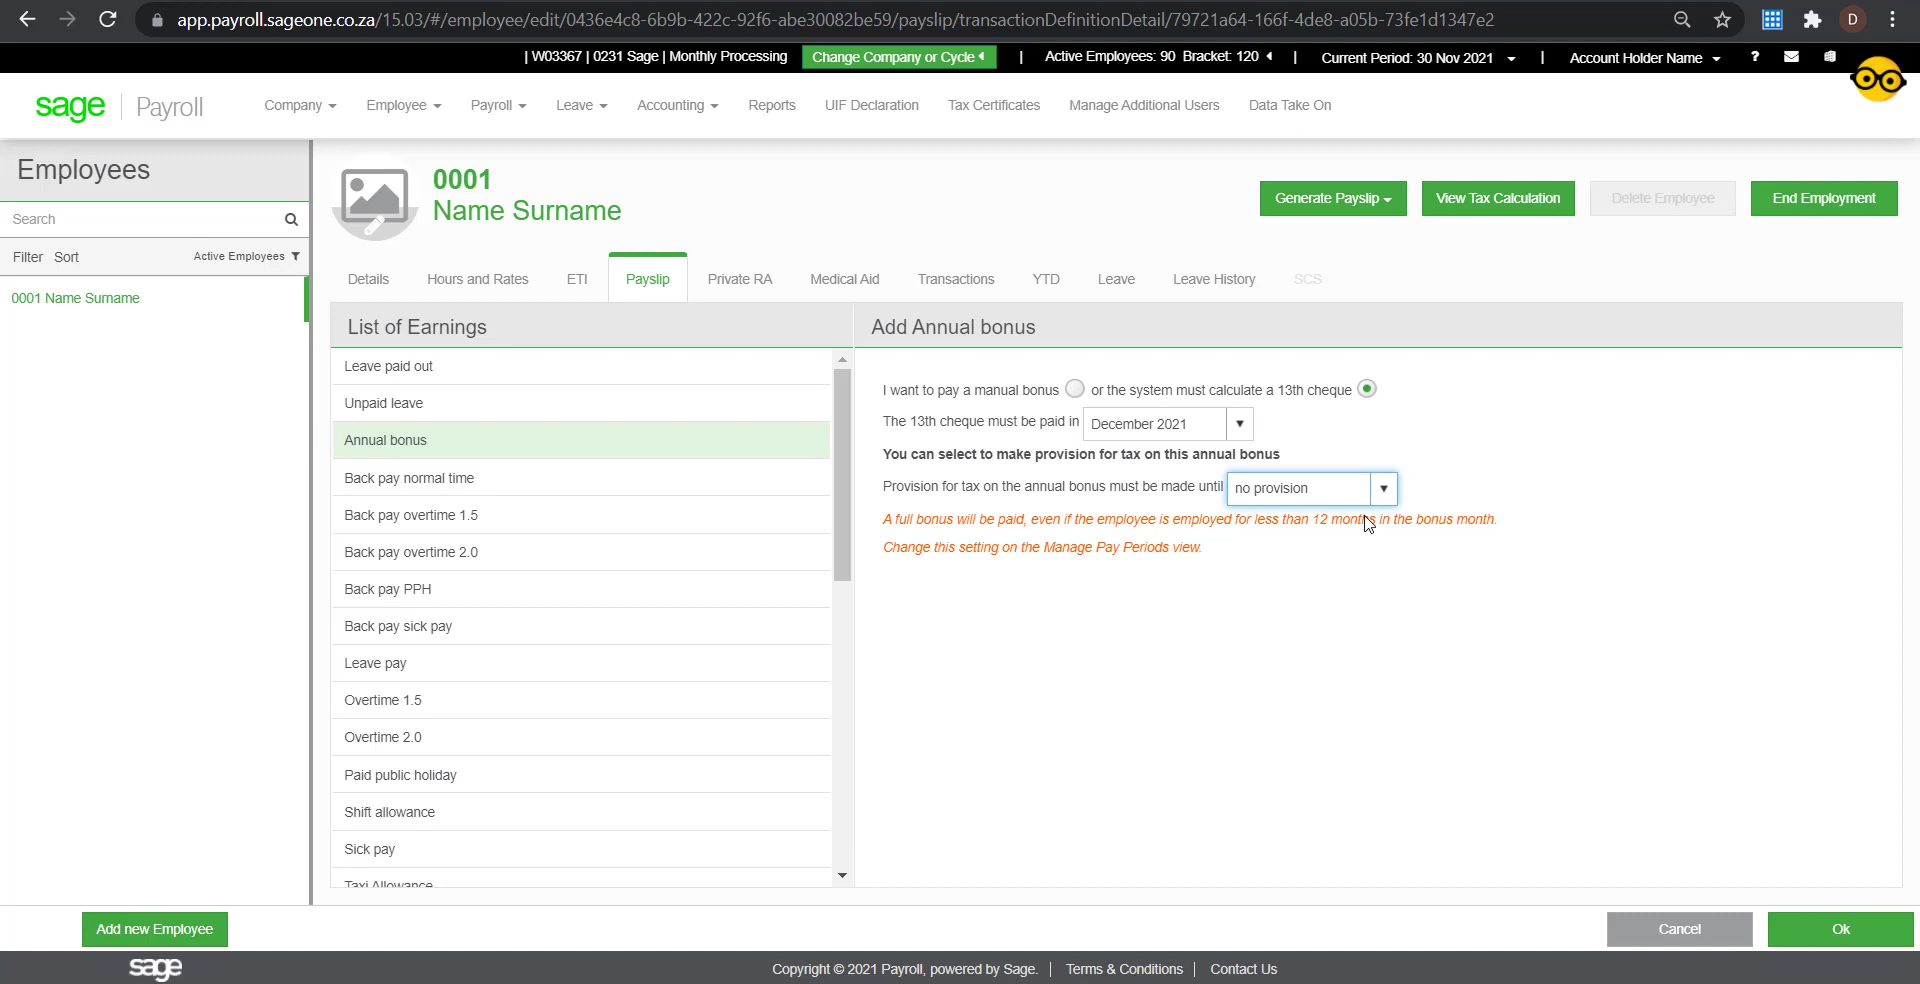 app.payroll.sageone.co.za/15.03/#/employee/edit/0436e4c8-6b9b-422c-92f6-abe30082be59/payslip/transactionDefinitionDetail/79721a64-166f-4de8-a05b-73fe1d1347e2
D
| W03367 | 0231 Sage | Monthly Processing Change Company or Cycle | Active Employees: 90 Bracket: 120 | Current Period: 30 Nov 2021 | Account Holder Name ?
sage Payroll Company Employee Payroll Leave Accounting Reports UIF Declaration Tax Certificates Manage Additional Users Data Take On
Employees
Search
Filter Sort Active Employees
0001 Name Surname
0001
Name Surname
Generate Payslip View Tax Calculation Delete Employee End Employment
Details Hours and Rates ETI Payslip Private RA Medical Aid Transactions YTD Leave Leave History SCS
List of Earnings
Leave paid out
Unpaid leave
Annual bonus
Back pay normal time
Back pay overtime 1.5
Back pay overtime 2.0
Back pay PPH
Back pay sick pay
Leave pay
Overtime 1.5
Overtime 2.0
Paid public holiday
Shift allowance
Sick pay
Taxi Allowance
Add Annual bonus
I want to pay a manual bonus or the system must calculate a 13th cheque
The 13th cheque must be paid in December 2021
You can select to make provision for tax on this annual bonus
Provision for tax on the annual bonus must be made until no provision
A full bonus will be paid, even if the employee is employed for less than 12 months in the bonus month.
Change this setting on the Manage Pay Periods view.
Add new Employee
Cancel Ok
sage
Copyright © 2021 Payroll, powered by Sage. | Terms & Conditions | Contact Us